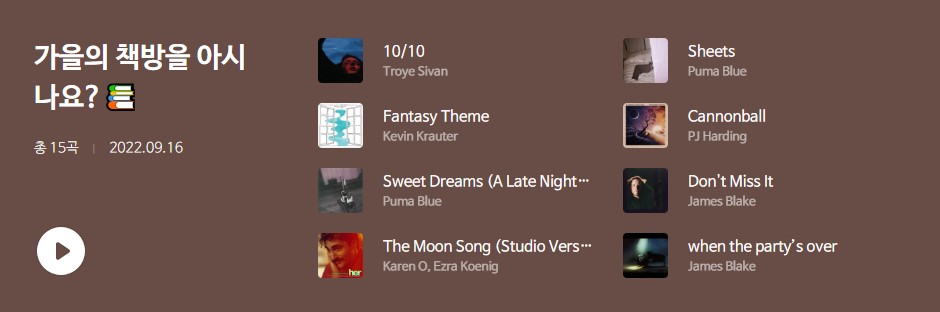 가을의 책방을 아시
나요? 📚
총 15곡 | 2022.09.16
10/10
Troye Sivan
Fantasy Theme
Kevin Krauter
Sweet Dreams (A Late Night···
Puma Blue
The Moon Song (Studio Vers···
Karen O, Ezra Koenig
her
Sheets
Puma Blue
Cannonball
PJ Harding
Don’t Miss It
James Blake
when the party’s over
James Blake